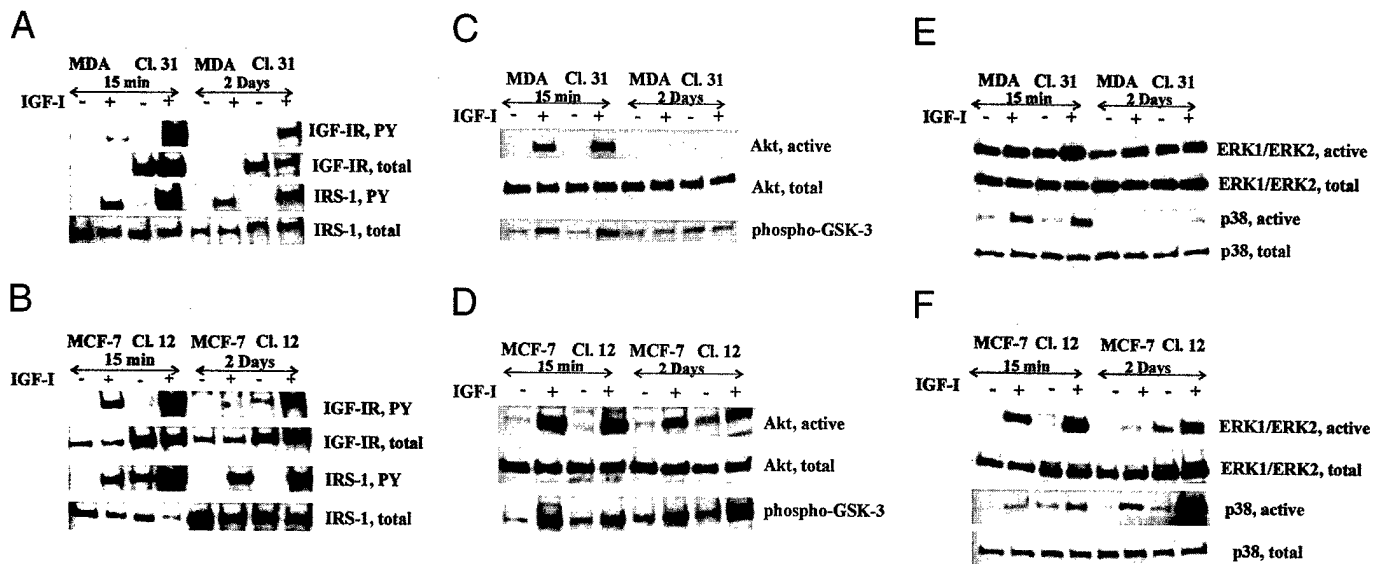 A
MDA Cl. 31 MDA Cl. 31
15 min 2 Days
IGF-I - + - + - + - +
IGF-IR, PY
IGF-IR, total
IRS-1, PY
IRS-1, total
B
MCF-7 Cl. 12 MCF-7 Cl. 12
15 min 2 Days
IGF-I - + - + - + - +
IGF-IR, PY
IGF-IR, total
IRS-1, PY
IRS-1, total
C
MDA Cl. 31 MDA Cl. 31
15 min 2 Days
IGF-I - + - + - + - +
Akt, active
Akt, total
phospho-GSK-3
D
MCF-7 Cl. 12 MCF-7 Cl. 12
15 min 2 Days
IGF-I - + - + - + - +
Akt, active
Akt, total
phospho-GSK-3
E
MDA Cl. 31 MDA Cl. 31
15 min 2 Days
IGF-I - + - + - + - +
ERK1/ERK2, active
ERK1/ERK2, total
p38, active
p38, total
F
MCF-7 Cl. 12 MCF-7 Cl. 12
15 min 2 Days
IGF-I - + - + - + - +
ERK1/ERK2, active
ERK1/ERK2, total
p38, active
p38, total